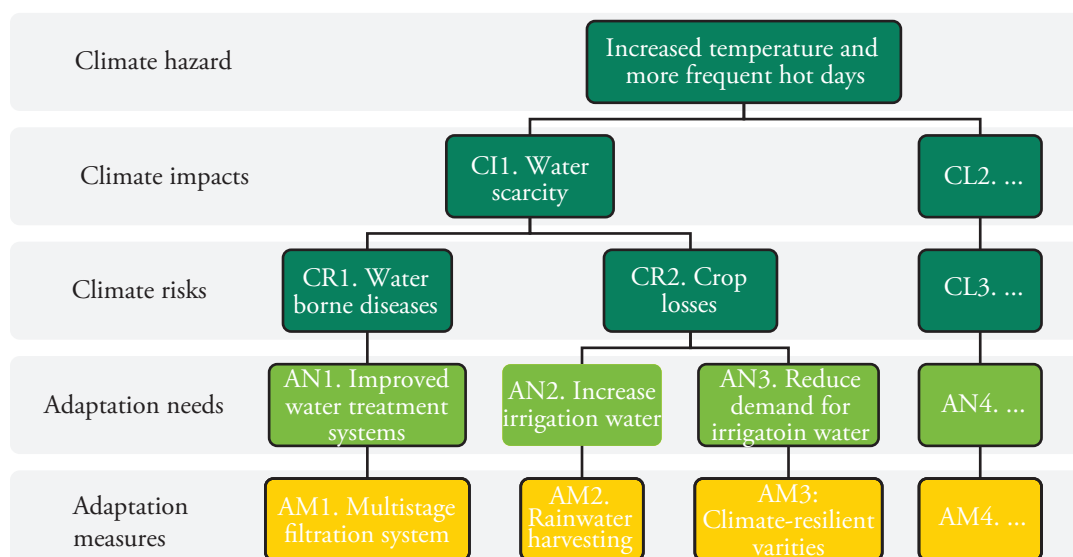 Climate hazard
Increased temperature and
more frequent hot days
Climate impacts
CI1. Water
scarcity
CL2. ...
Climate risks
CR1. Water
borne diseases
CR2. Crop
losses
CL3. ...
Adaptation needs
AN1. Improved
water treatment
systems
AN2. Increase
irrigation water
AN3. Reduce
demand for
irrigatoin water
AN4. ...
Adaptation
measures
AM1. Multistage
filtration system
AM2.
Rainwater
harvesting
AM3:
Climate-resilient
varities
AM4. ...